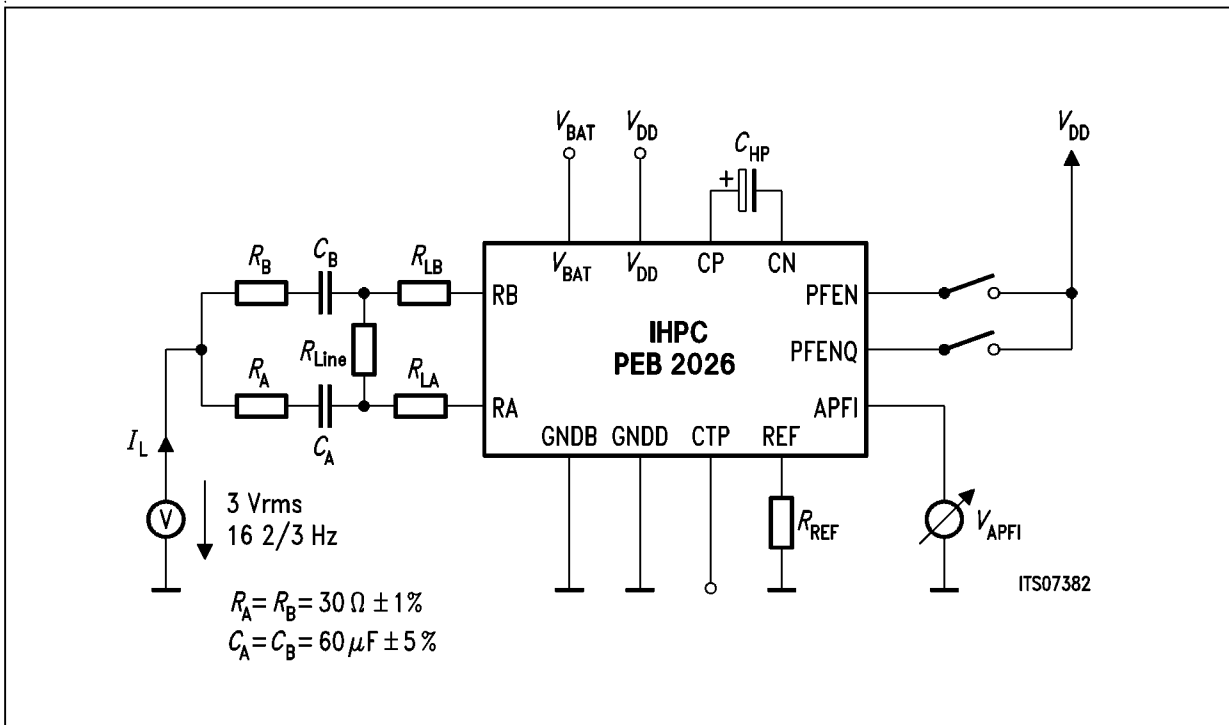 V_BAT V_DD C_HP V_DD
+
R_B C_B R_LB V_BAT V_DD CP CN
RB PFEN
R_Line IHPC
PEB 2026 PFENQ
R_A R_LA RA APFI
C_A GNDB GNDD CTP REF
I_L
V 3 Vrms
16 2/3 Hz
R_REF V_APFI
ITS07382
R_A = R_B = 30 Ω ± 1%
C_A = C_B = 60 µF ± 5%